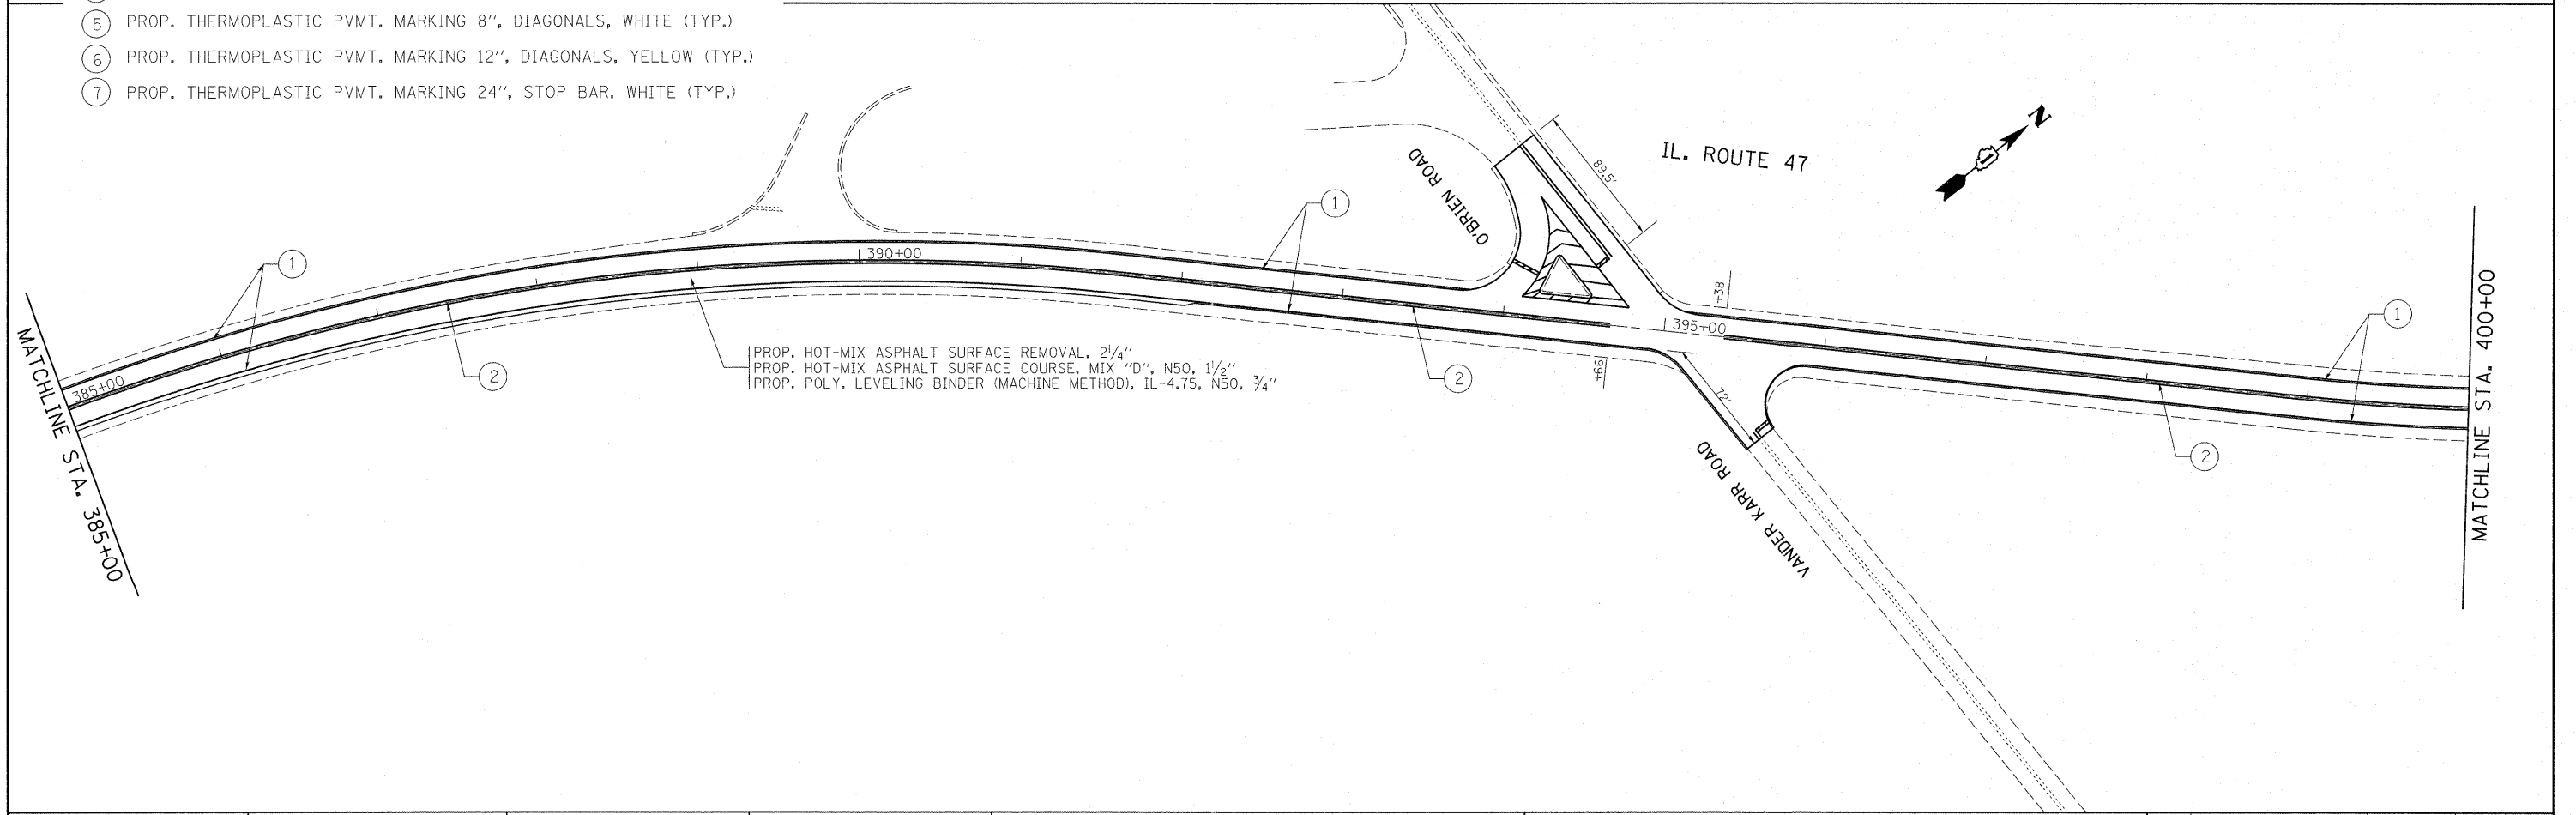 5 PROP. THERMOPLASTIC PVMT. MARKING 8", DIAGONALS, WHITE (TYP.)
6 PROP. THERMOPLASTIC PVMT. MARKING 12", DIAGONALS, YELLOW (TYP.)
7 PROP. THERMOPLASTIC PVMT. MARKING 24", STOP BAR. WHITE (TYP.)
N
IL. ROUTE 47
89.5'
O'BRIEN ROAD
1
1
1
390+00
+38
395+00
385+00
MATCHLINE STA. 385+00
MATCHLINE STA. 400+00
PROP. HOT-MIX ASPHALT SURFACE REMOVAL, 2 1/4"
PROP. HOT-MIX ASPHALT SURFACE COURSE, MIX "D", N50, 1 1/2"
PROP. POLY. LEVELING BINDER (MACHINE METHOD), IL-4.75, N50, 3/4"
2
2
2
+66
72'
VANDER KARR ROAD